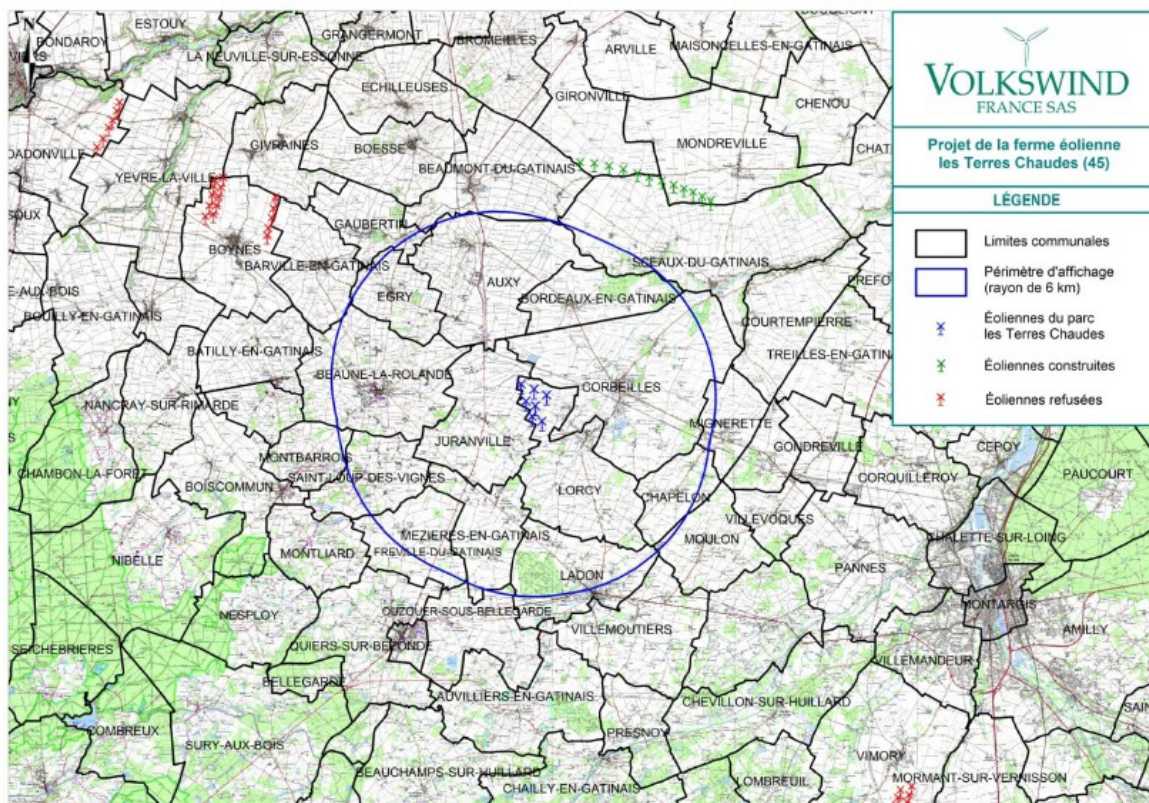 ESTOUY
BONDAROY
GRANGERMONT
BROMEILLES
ARVILLE
MAISONCELLES-EN-GATINAIS
LA NEUVILLE-SUR-ESSONNE
ECHILLEUSES
GIRONVILLE
CHENOU
DADONVILLE
GIVRAINES
BOESSE
MONDREVILLE
YEVRE-LA-VILLE
BEAUMONT-DU-GATINAIS
GAUBERTIN
BOYNES
BARVILLE-EN-GATINAIS
SCEAUX-DU-GATINAIS
AUXY
EGRY
BORDEAUX-EN-GATINAIS
BOUILLY-EN-GATINAIS
COURTEMPIERRE
BATILLY-EN-GATINAIS
TREILLES-EN-GATIN
BEAUNE-LA-ROLANDE
CORBEILLES
NANCRAY-SUR-RIMARDE
MIGNERETTE
JURANVILLE
GONDREVILLE
CEPOY
MONTBARROIS
CHAMBON-LA-FORET
SAINT-LOUP-DES-VIGNES
CORQUILLEROY
PAUCOURT
BOISCOMMUN
LORCY
CHAPELON
VILLEVOQUES
MEZIERES-EN-GATINAIS
MOULON
CHALETTE-SUR-LOING
MONTLIARD
FREVILLE-DU-GATINAIS
NIBELLE
PANNES
LADON
MONTARGIS
NESPLOY
OUZOUER-SOUS-BELLEGARDE
VILLEMOUTIERS
AMILLY
SEICHEBRIERES
QUIERS-SUR-BEZONDE
VILLEMANDEUR
BELLEGARDE
AUVILLIERS-EN-GATINAIS
CHEVILLON-SUR-HUILLARD
COMBREUX
PRESNOY
SURY-AUX-BOIS
VIMORY
BEAUCHAMPS-SUR-HUILLARD
LOMBREUIL
MORMANT-SUR-VERNISSON
CHAILLY-EN-GATINAIS
VOLKSWIND
FRANCE SAS
Projet de la ferme éolienne
les Terres Chaudes (45)
LÉGENDE
Limites communales
Périmètre d'affichage
(rayon de 6 km)
Éoliennes du parc
les Terres Chaudes
Éoliennes construites
Éoliennes refusées